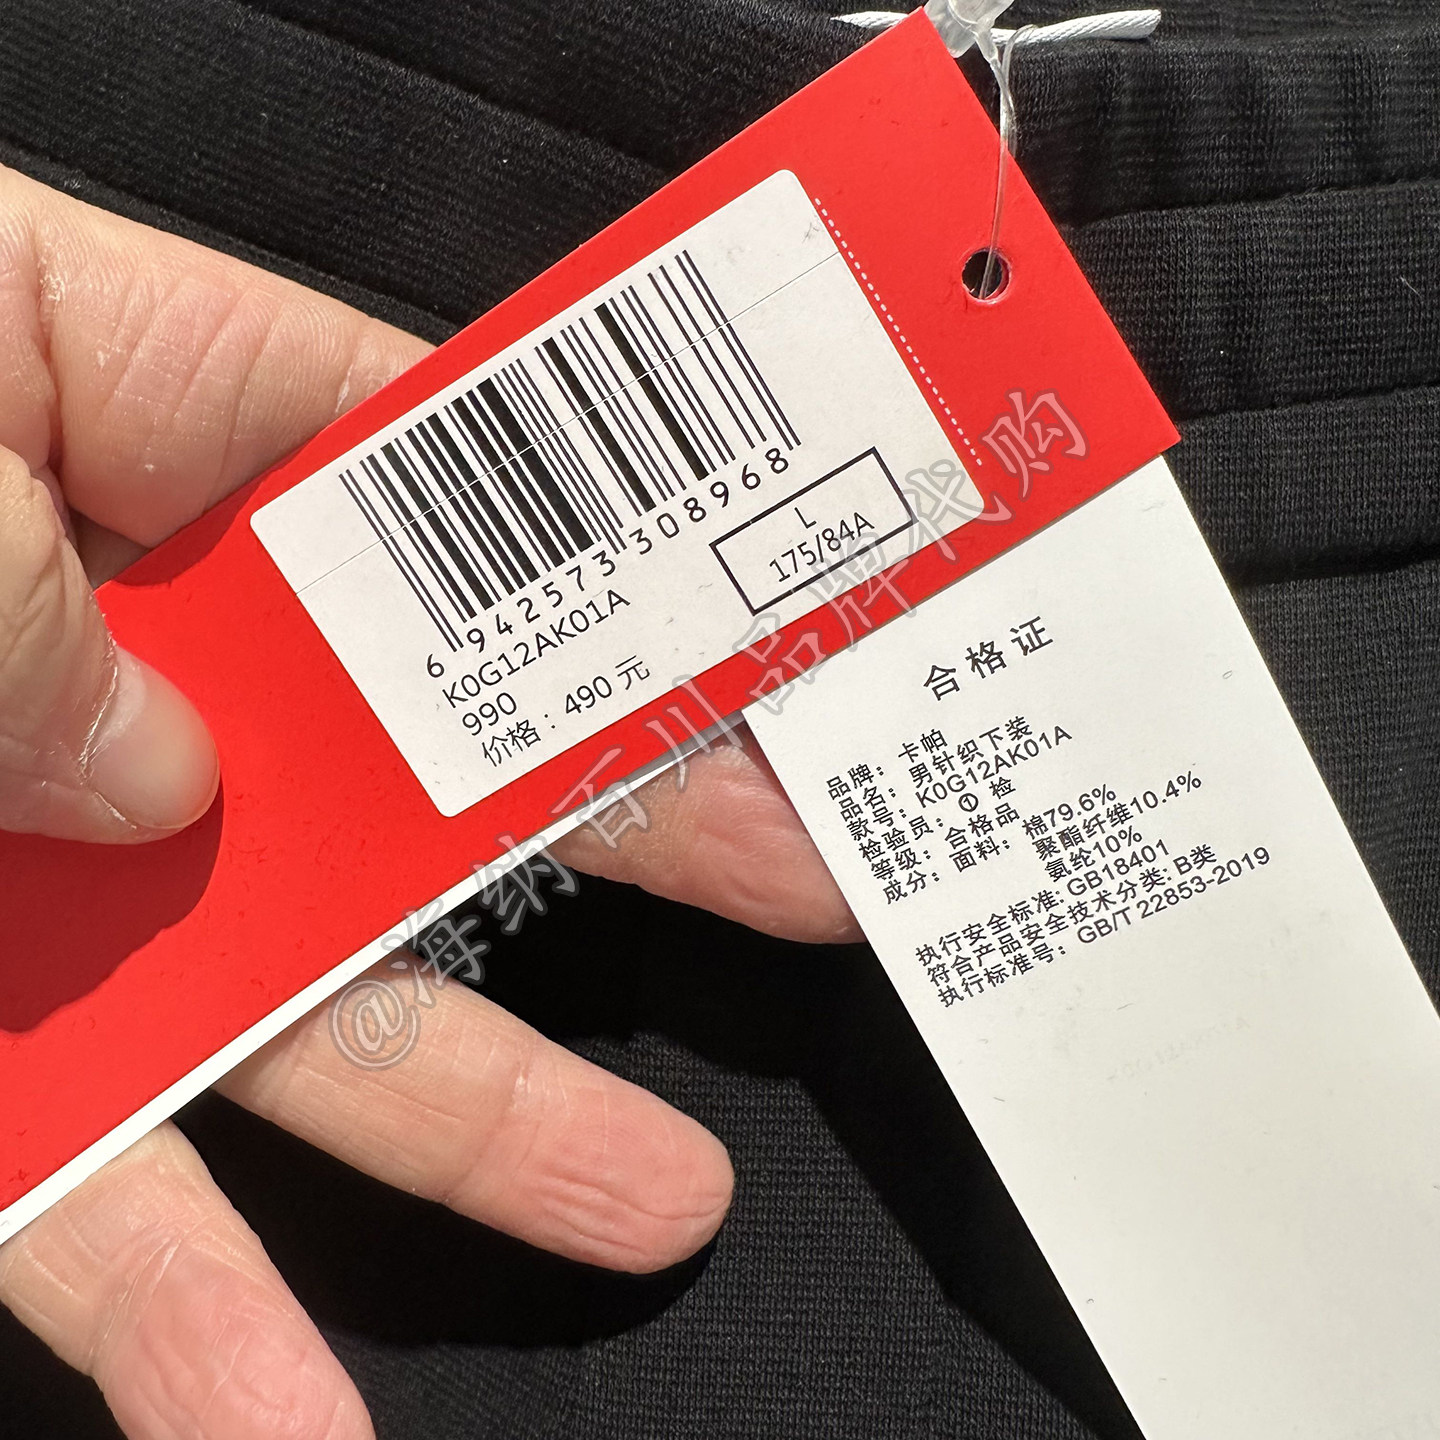 6 942573 308968
K0G12AK01A
990
价格：490 元
L
175/84A
合格证
品牌：卡帕
品名：男针织下装
款号：K0G12AK01A
检验员：① 检
等级：合格品
成分：面料：棉79.6%
聚酯纤维10.4%
氨纶10%
执行安全标准：GB18401
符合产品安全技术分类：B类
执行标准号：GB/T 22853-2019
@海纳百川品牌代购